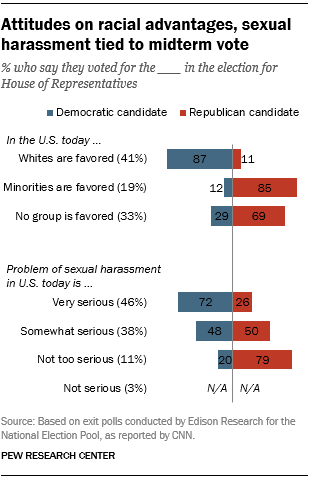 Attitudes on racial advantages, sexual
harassment tied to midterm vote
% who say they voted for the ___ in the election for
House of Representatives
Democratic candidate Republican candidate
In the U.S. today ...
Whites are favored (41%) 87 11
Minorities are favored (19%) 12 85
No group is favored (33%) 29 69
Problem of sexual harassment
in U.S. today is ...
Very serious (46%) 72 26
Somewhat serious (38%) 48 50
Not too serious (11%) 20 79
Not serious (3%) N/A N/A
Source: Based on exit polls conducted by Edison Research for the
National Election Pool, as reported by CNN.
PEW RESEARCH CENTER